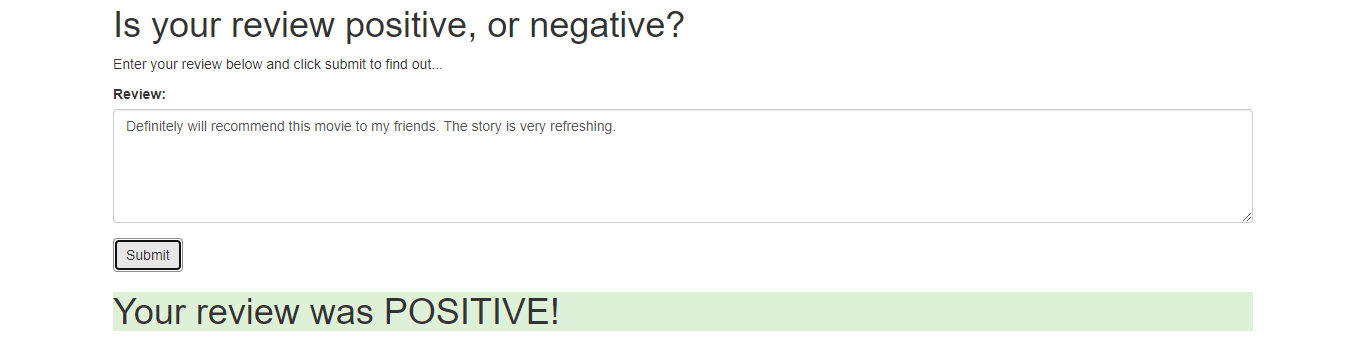 Is your review positive, or negative?
Enter your review below and click submit to find out...
Review:
Definitely will recommend this movie to my friends. The story is very refreshing.
Submit
Your review was POSITIVE!